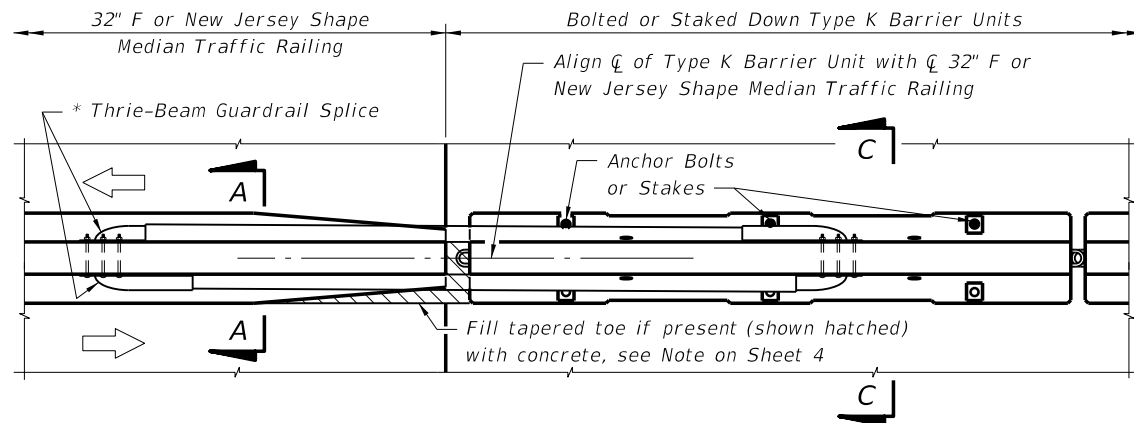 32" F or New Jersey Shape
Median Traffic Railing
Bolted or Staked Down Type K Barrier Units
Align ℄ of Type K Barrier Unit with ℄ 32" F or
New Jersey Shape Median Traffic Railing
* Thrie-Beam Guardrail Splice
C
Anchor Bolts
or Stakes
A
A
Fill tapered toe if present (shown hatched)
with concrete, see Note on Sheet 4
C